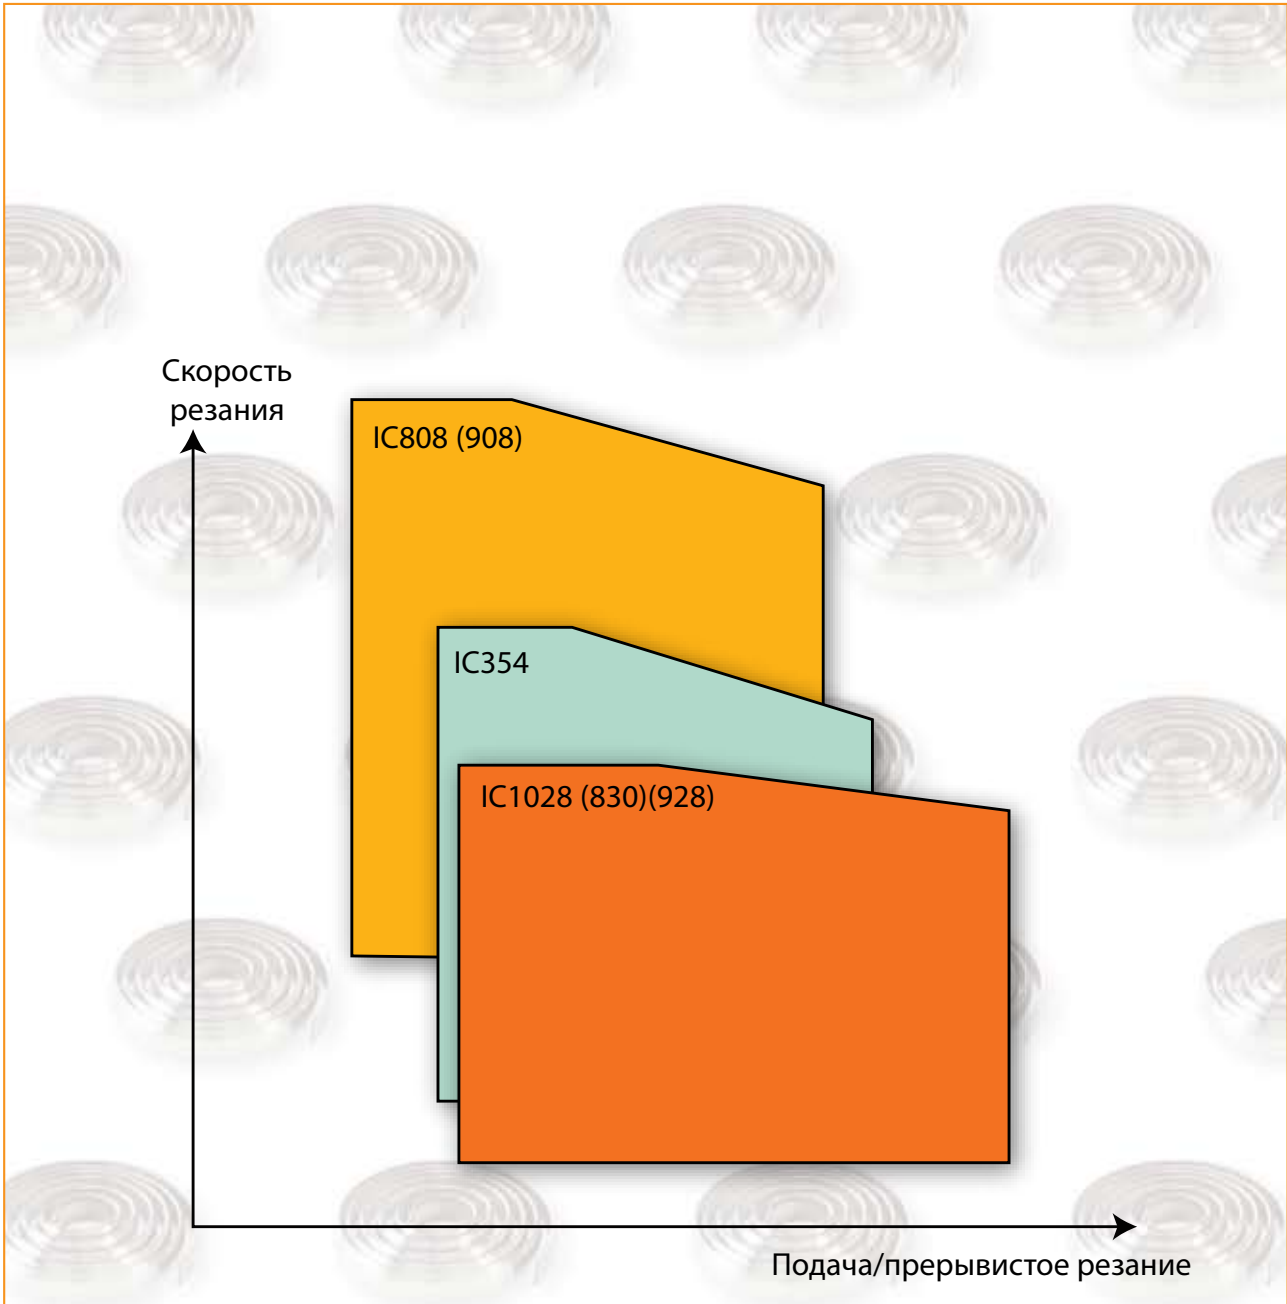 Скорость
резания
IC808 (908)
IC354
IC1028 (830)(928)
Подача/прерывистое резание